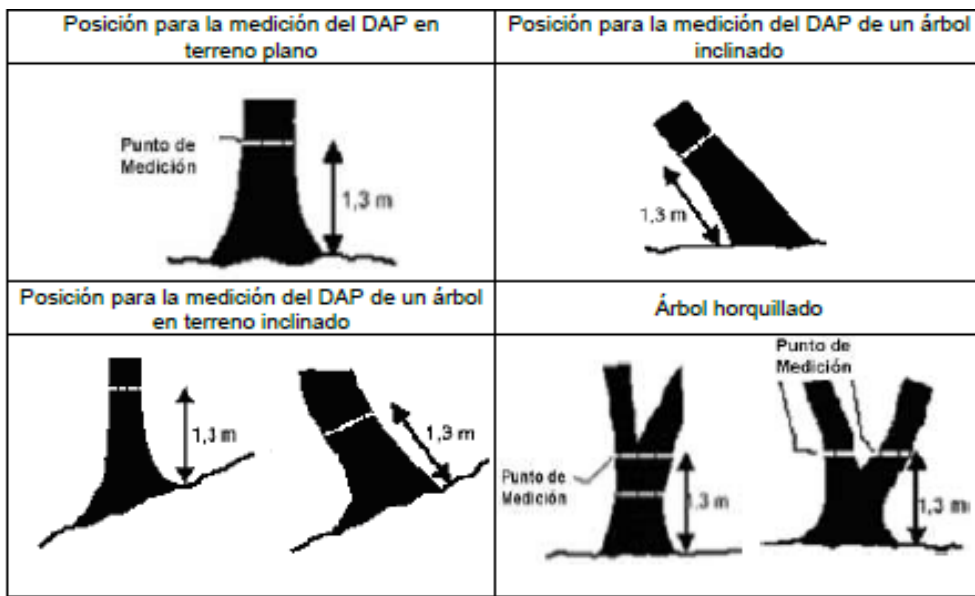 Posición para la medición del DAP en
terreno plano
Posición para la medición del DAP de un árbol
inclinado
Punto de
Medición
1,3 m
1,3 m
Posición para la medición del DAP de un árbol
en terreno inclinado
Árbol horquillado
1,3 m
1,3 m
Punto de
Medición
Punto de
Medición
1,3 m
1,3 m